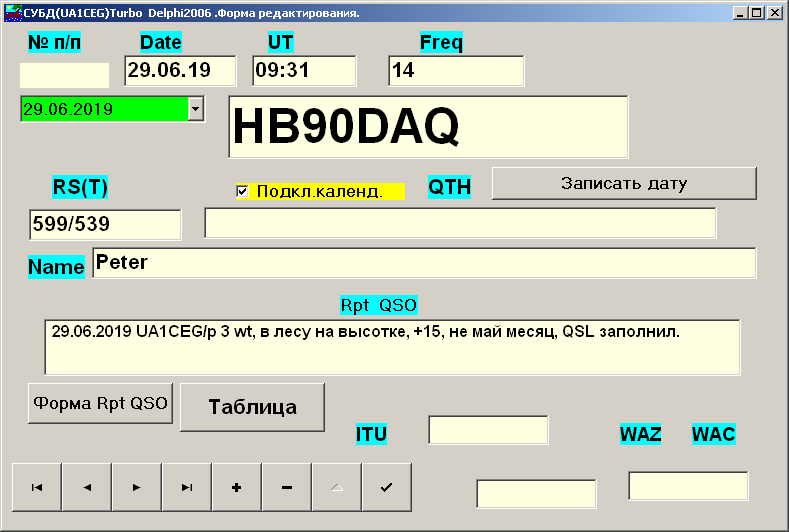 СУБД(UA1CEG)Turbo Delphi2006 .Форма редактирования.
№ п/п Date UT Freq
29.06.19 09:31 14
29.06.2019
HB90DAQ
RS(T) Подкл.календ. QTH Записать дату
599/539
Name Peter
Rpt QSO
29.06.2019 UA1CEG/p 3 wt, в лесу на высотке, +15, не май месяц, QSL заполнил.
Форма Rpt QSO Таблица
ITU WAZ WAC